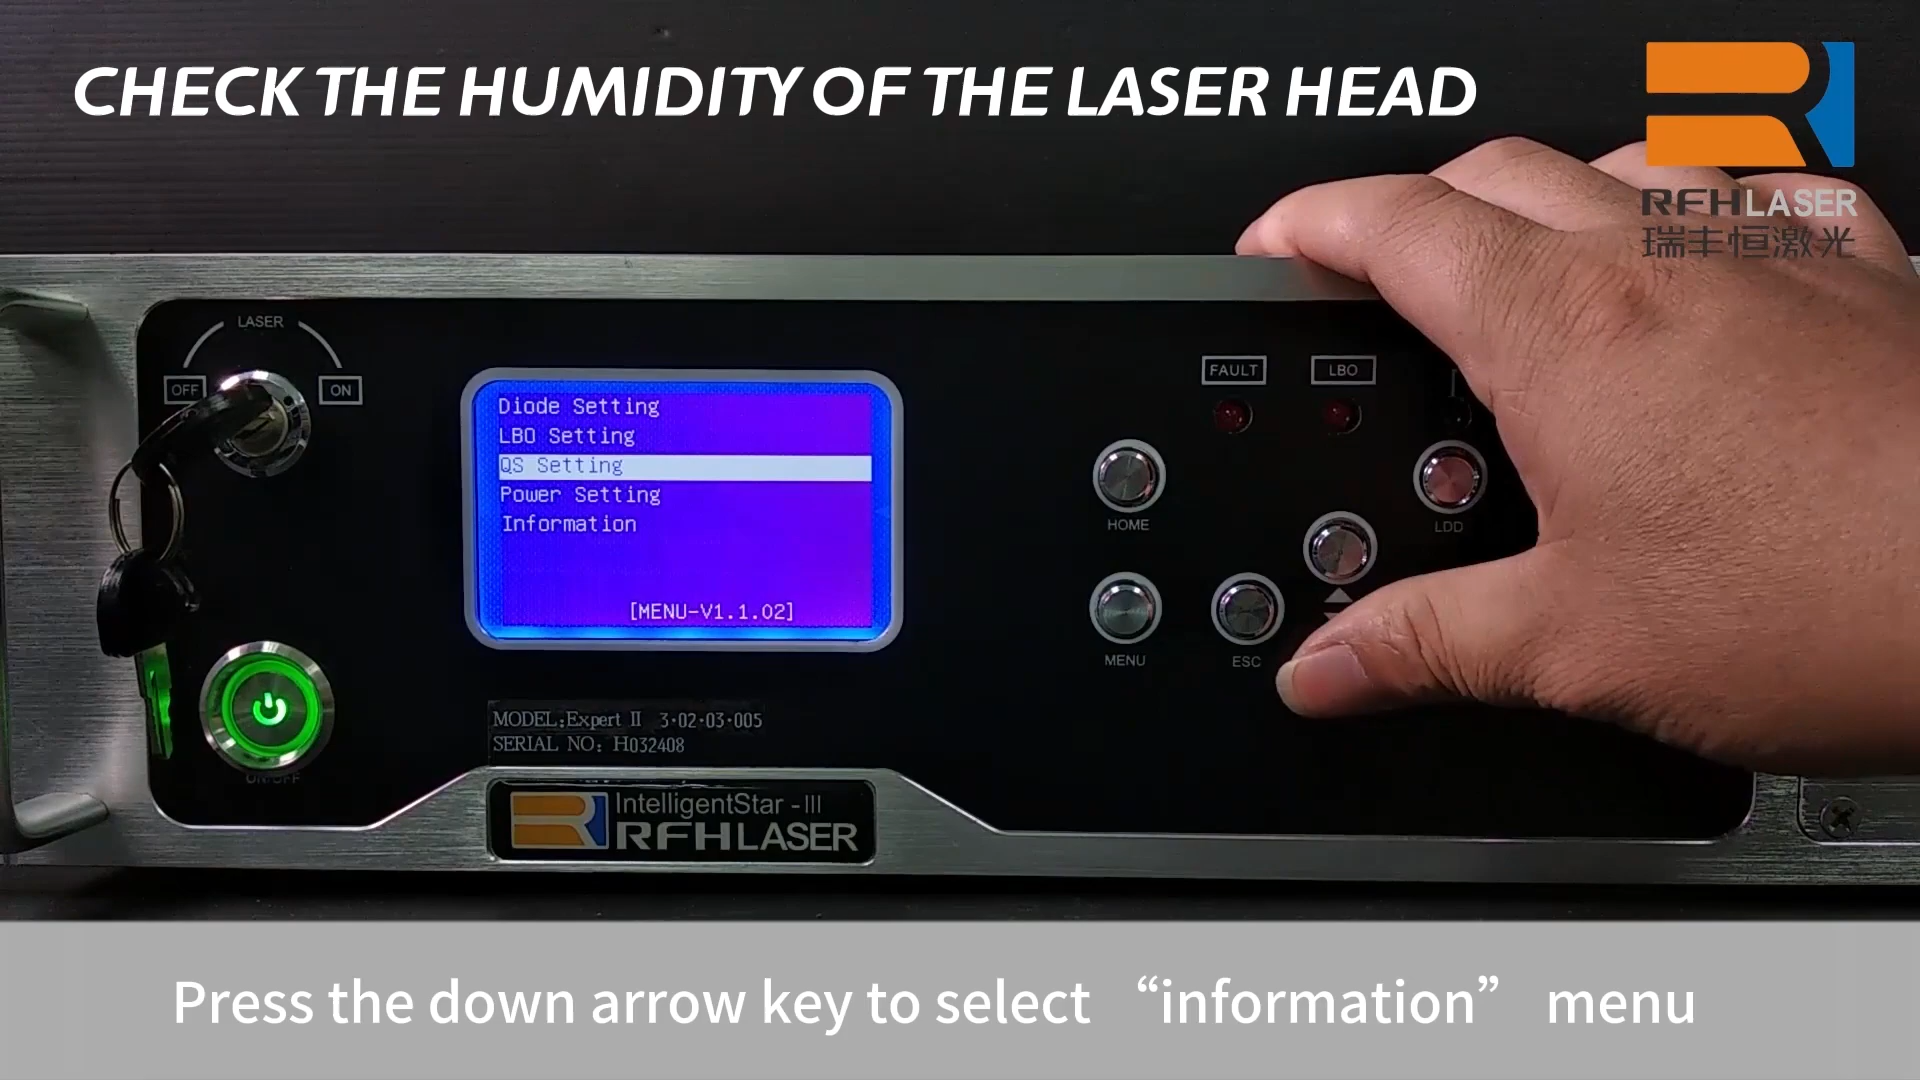 CHECK THE HUMIDITY OF THE LASER HEAD
RFHLASER
瑞丰恒激光
LASER
OFF
ON
Diode Setting
LBO Setting
QS Setting
Power Setting
Information
[MENU-V1.1.02]
FAULT
LBO
HOME
LDD
MENU
ESC
ON/OFF
MODEL:Expert II 3·02·03·005
SERIAL NO: H032408
IntelligentStar -III
RFHLASER
Press the down arrow key to select “information” menu